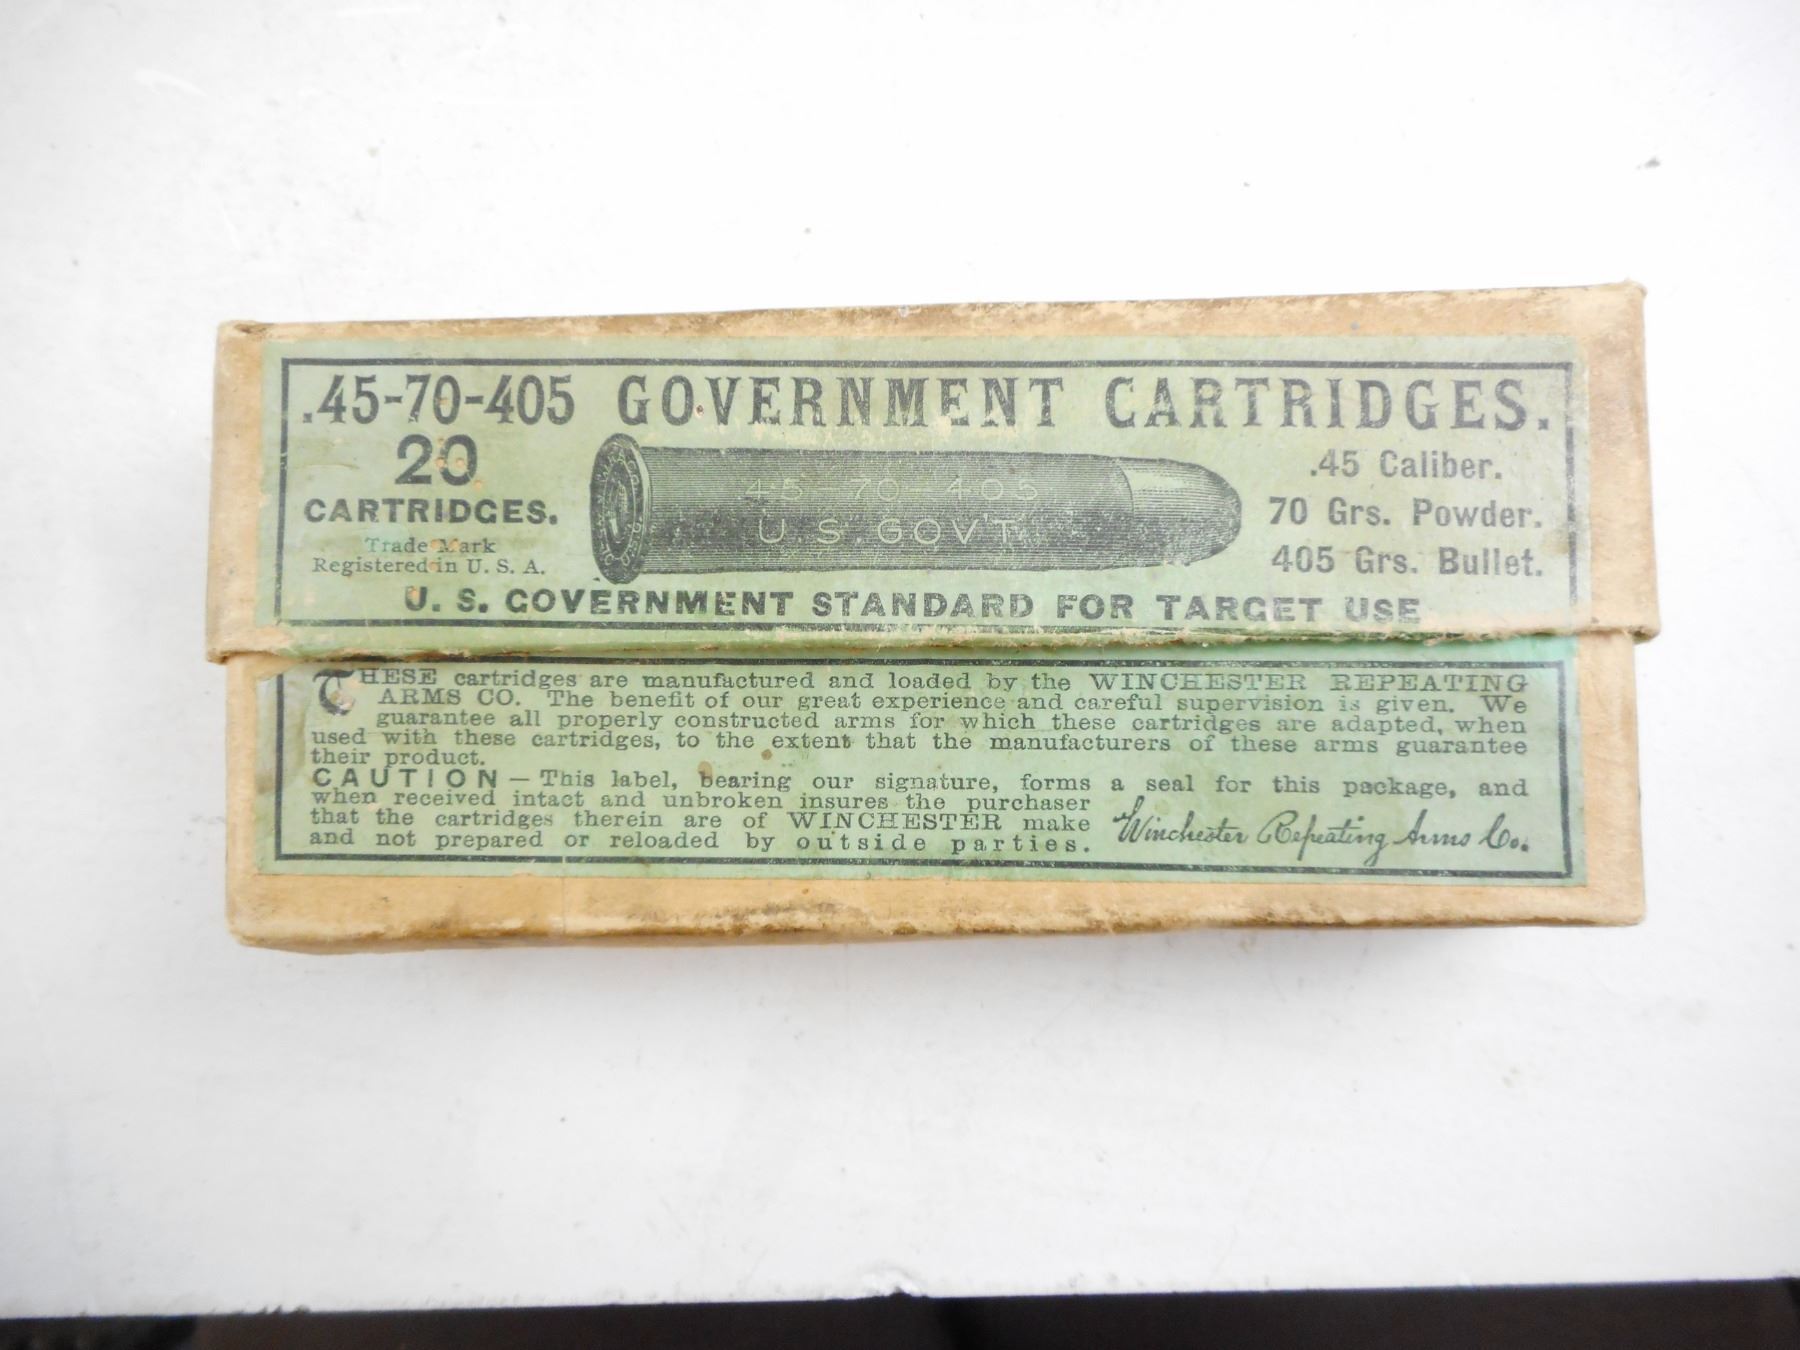 .45-70-405 GOVERNMENT CARTRIDGES.
20
CARTRIDGES.
Trade Mark
Registered in U. S. A.
45-70-405
U.S. GOV'T.
.45 Caliber.
70 Grs. Powder.
405 Grs. Bullet.
U. S. GOVERNMENT STANDARD FOR TARGET USE
THESE cartridges are manufactured and loaded by the WINCHESTER REPEATING
ARMS CO. The benefit of our great experience and careful supervision is given. We
guarantee all properly constructed arms for which these cartridges are adapted, when
used with these cartridges, to the extent that the manufacturers of these arms guarantee
their product.
CAUTION — This label, bearing our signature, forms a seal for this package, and
when received intact and unbroken insures the purchaser
that the cartridges therein are of WINCHESTER make
and not prepared or reloaded by outside parties.
Winchester Repeating Arms Co.